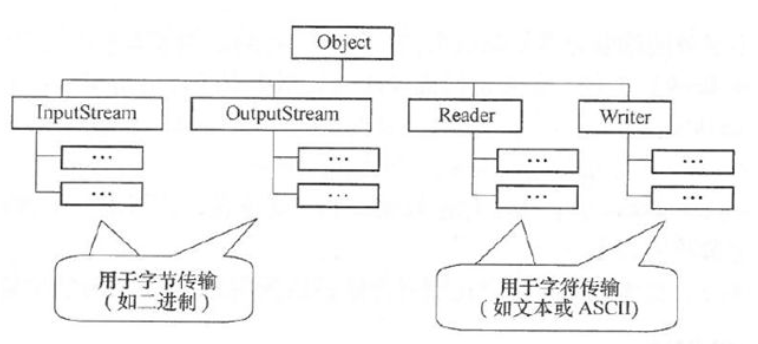 Object
InputStream
OutputStream
Reader
Writer
...
...
...
...
...
...
...
...
用于字节传输
(如二进制)
用于字符传输
(如文本或 ASCII)